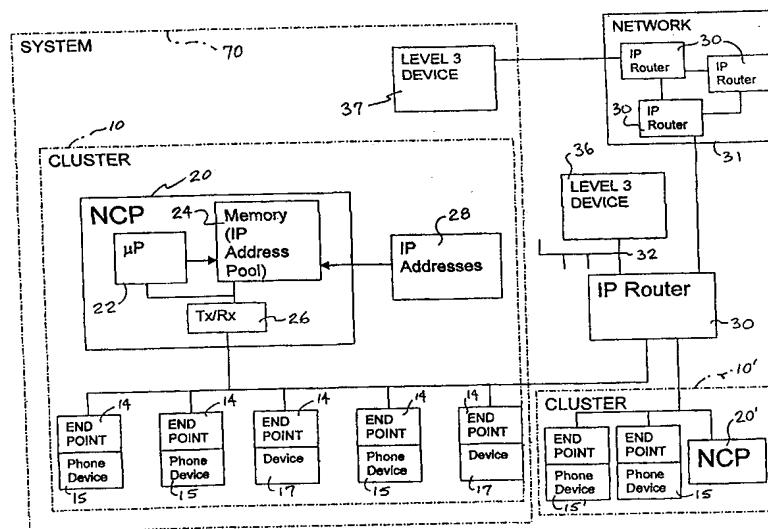 SYSTEM
70
LEVEL 3
DEVICE
37
NETWORK
30
IP
Router
IP
Router
30
IP
Router
31
10
CLUSTER
20
NCP
24
Memory
(IP
Address
Pool)
µP
22
Tx/Rx
26
28
IP
Addresses
36
LEVEL 3
DEVICE
32
IP Router
30
14
END
POINT
Phone
Device
15
14
END
POINT
Phone
Device
15
14
END
POINT
Device
17
14
END
POINT
Phone
Device
15
14
END
POINT
Device
17
10'
CLUSTER
END
POINT
Phone
Device
15'
END
POINT
Phone
Device
15
20'
NCP